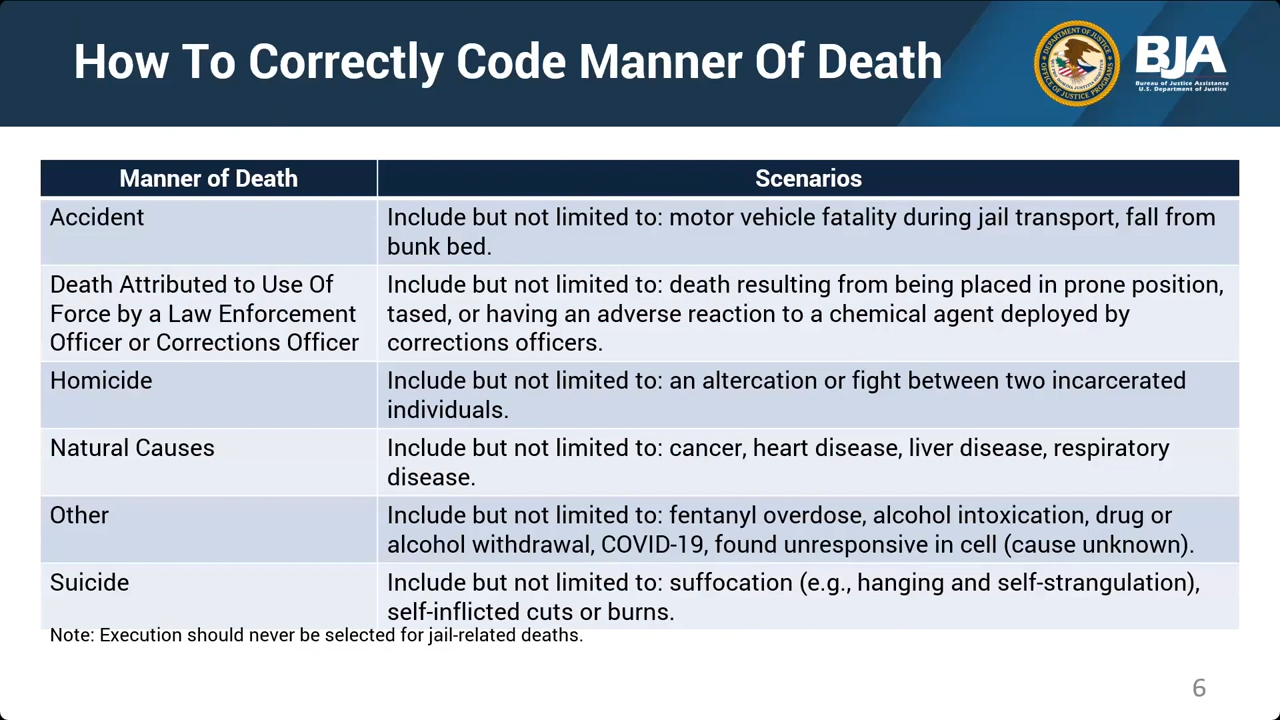 How To Correctly Code Manner Of Death
BJA
Bureau of Justice Assistance
U.S. Department of Justice
DEPARTMENT OF JUSTICE
OFFICE OF JUSTICE PROGRAMS
Manner of Death
Scenarios
Accident
Include but not limited to: motor vehicle fatality during jail transport, fall from
bunk bed.
Death Attributed to Use Of
Force by a Law Enforcement
Officer or Corrections Officer
Include but not limited to: death resulting from being placed in prone position,
tased, or having an adverse reaction to a chemical agent deployed by
corrections officers.
Homicide
Include but not limited to: an altercation or fight between two incarcerated
individuals.
Natural Causes
Include but not limited to: cancer, heart disease, liver disease, respiratory
disease.
Other
Include but not limited to: fentanyl overdose, alcohol intoxication, drug or
alcohol withdrawal, COVID-19, found unresponsive in cell (cause unknown).
Suicide
Include but not limited to: suffocation (e.g., hanging and self-strangulation),
self-inflicted cuts or burns.
Note: Execution should never be selected for jail-related deaths.
6